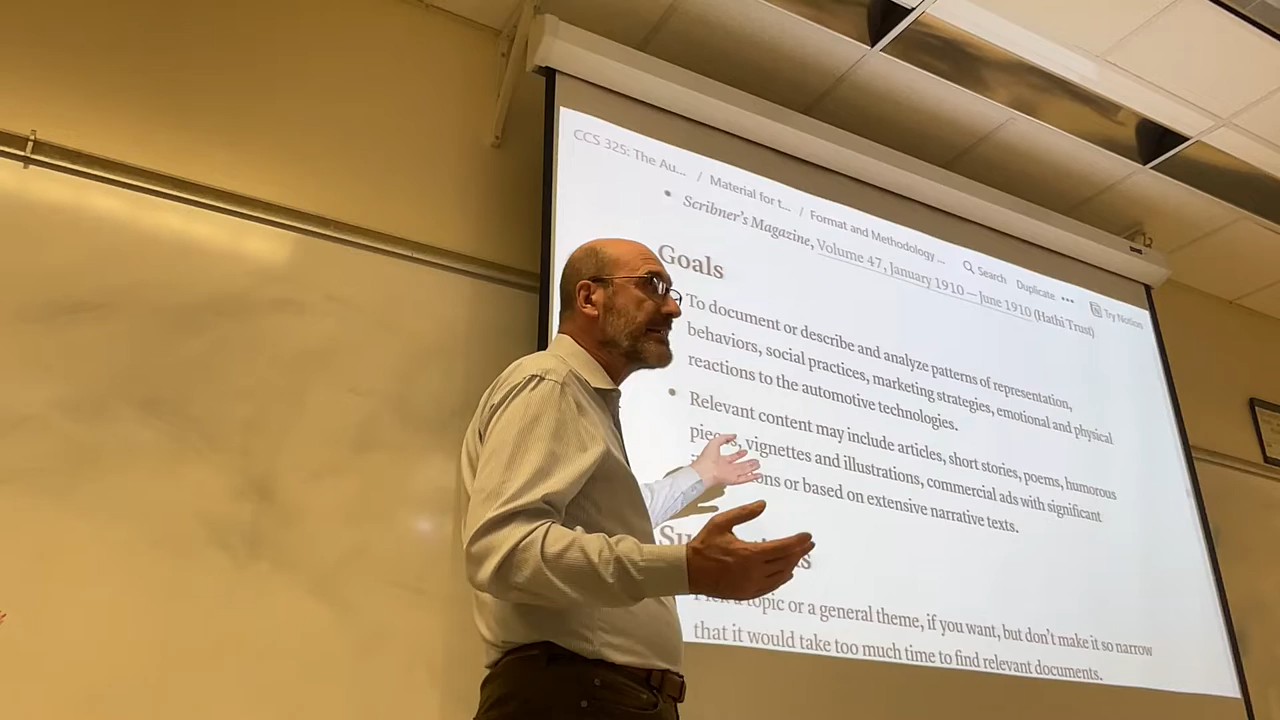 CCS 325: The Au... / Material for t... / Format and Methodology ... Search Duplicate ••• Try Notion
• Scribner's Magazine, Volume 47, January 1910 – June 1910 (Hathi Trust)
Goals
To document or describe and analyze patterns of representation,
behaviors, social practices, marketing strategies, emotional and physical
reactions to the automotive technologies.
• Relevant content may include articles, short stories, poems, humorous
pieces, vignettes and illustrations, commercial ads with significant
or based on extensive narrative texts.
Pick a topic or a general theme, if you want, but don't make it so narrow
that it would take too much time to find relevant documents.